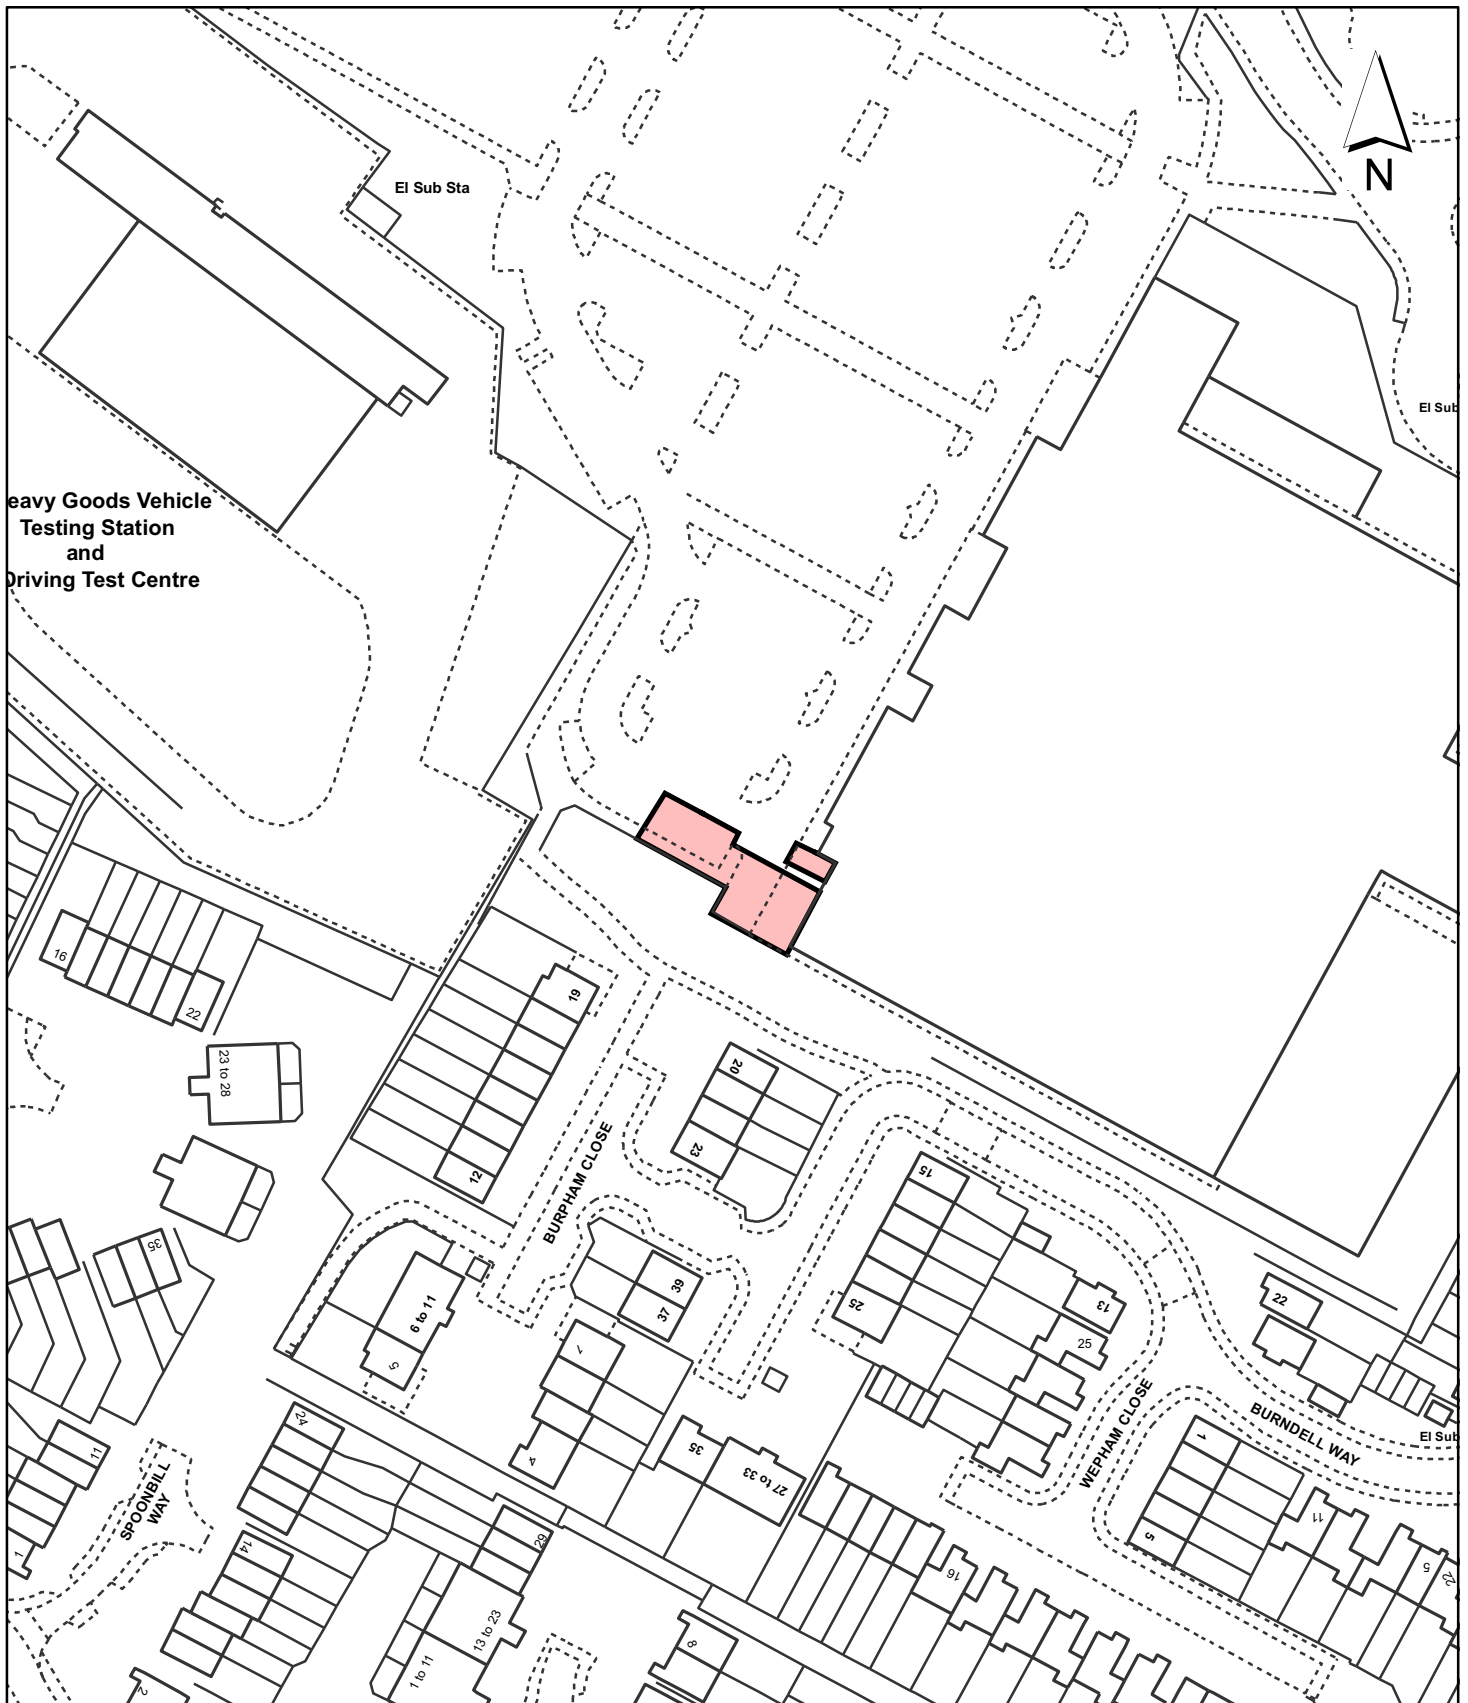 N
El Sub Sta
El Sub
eavy Goods Vehicle
Testing Station
and
Driving Test Centre
16
22
23 to 28
19
12
20
23
BURPHAM CLOSE
15
25
13
25
22
35
6 to 11
5
39
37
7
4
35
27 to 33
WEPHAM CLOSE
BURNDELL WAY
El Sub
1
5
11
5
22
24
11
SPOONBILL
WAY
1
14
29
13 to 23
1 to 11
16
8
2